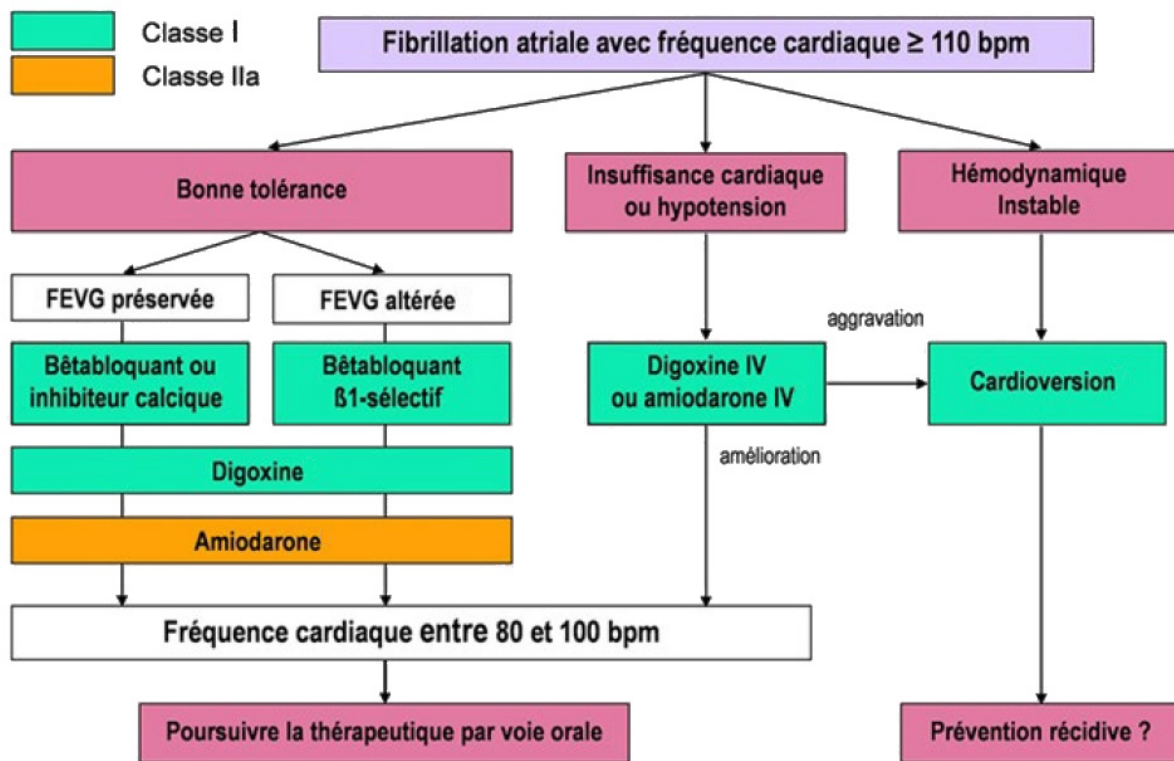 Classe I
Classe IIa
Fibrillation atriale avec fréquence cardiaque ≥ 110 bpm
Bonne tolérance
Insuffisance cardiaque
ou hypotension
Hémodynamique
Instable
FEVG préservée
FEVG altérée
aggravation
Bêtabloquant ou
inhibiteur calcique
Bêtabloquant
ß1-sélectif
Digoxine IV
ou amiodarone IV
Cardioversion
amélioration
Digoxine
Amiodarone
Fréquence cardiaque entre 80 et 100 bpm
Poursuivre la thérapeutique par voie orale
Prévention récidive ?